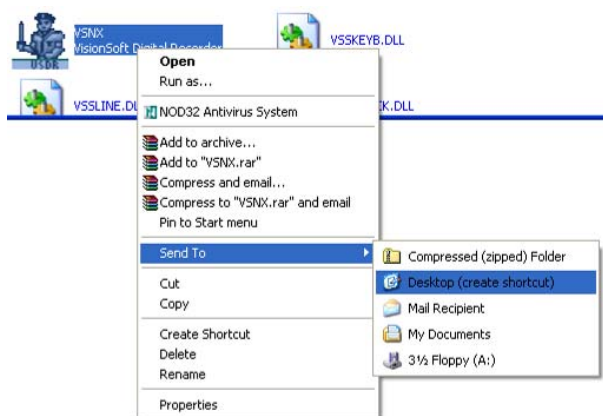 VSNX
VisionSoft Digital Recorder
VSSKEYB.DLL
USDR
VSSLINE.DL
K.DLL
Open
Run as...
NOD32 Antivirus System
Add to archive...
Add to "VSNX.rar"
Compress and email...
Compress to "VSNX.rar" and email
Pin to Start menu
Send To
Compressed (zipped) Folder
Desktop (create shortcut)
Mail Recipient
My Documents
3½ Floppy (A:)
Cut
Copy
Create Shortcut
Delete
Rename
Properties